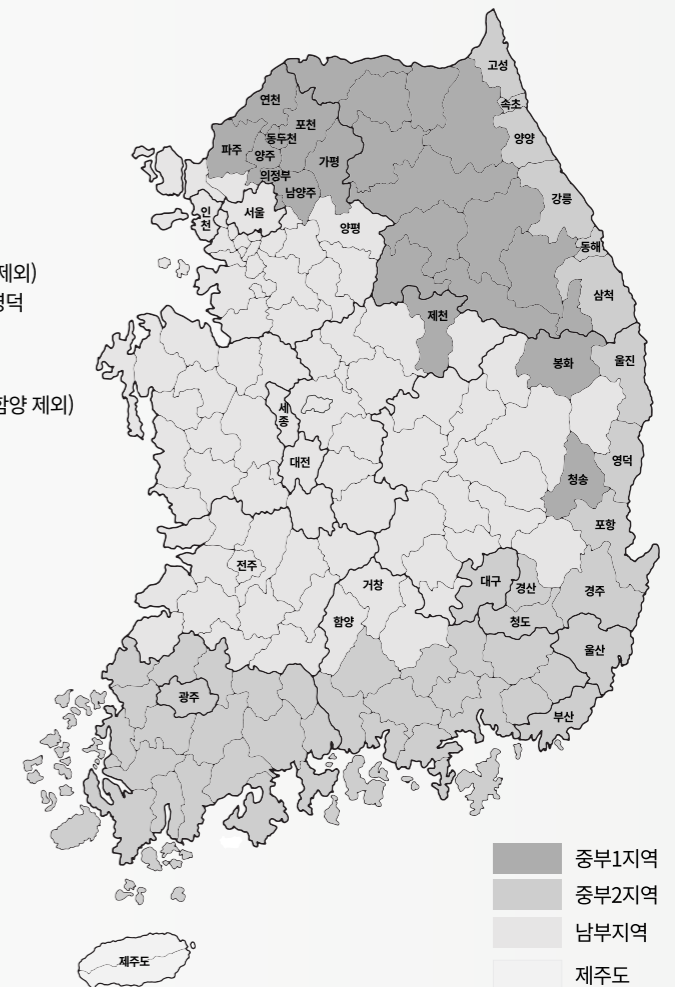 고성
연천
속초
포천
동두천
양양
파주
양주
가평
의정부
남양주
강릉
인
천
서울
양평
동해
제외)
삼척
영덕
제천
봉화
울진
함양 제외)
세
종
대전
영덕
청송
포항
전주
거창
대구
경산
경주
함양
청도
울산
광주
부산
중부1지역
중부2지역
남부지역
제주도
제주도